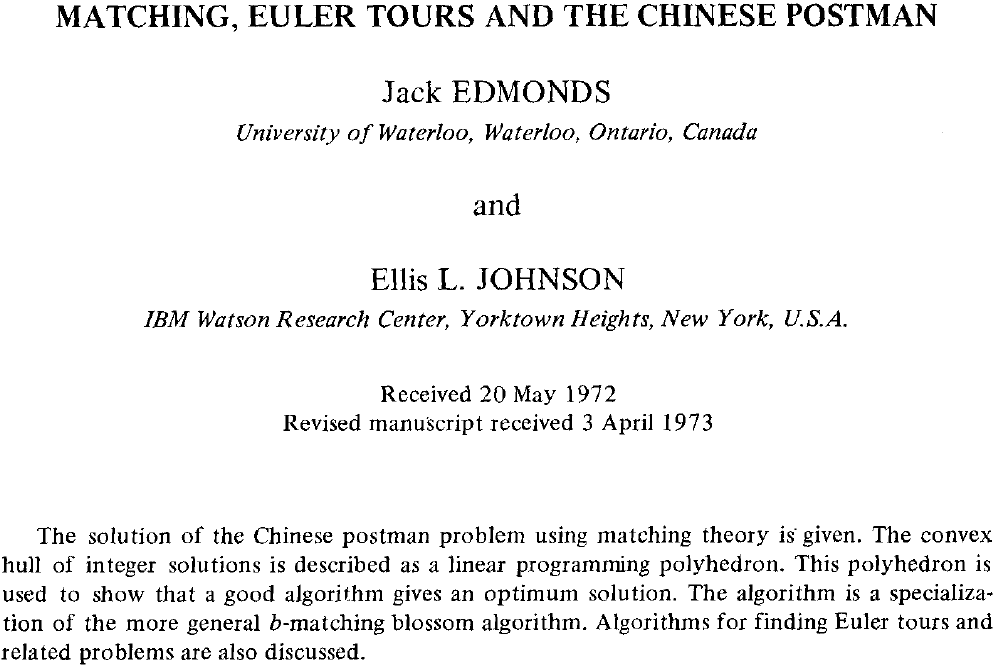 MATCHING, EULER TOURS AND THE CHINESE POSTMAN
Jack EDMONDS
University of Waterloo, Waterloo, Ontario, Canada
and
Ellis L. JOHNSON
IBM Watson Research Center, Yorktown Heights, New York, U.S.A.
Received 20 May 1972
Revised manuscript received 3 April 1973
The solution of the Chinese postman problem using matching theory is given. The convex
hull of integer solutions is described as a linear programming polyhedron. This polyhedron is
used to show that a good algorithm gives an optimum solution. The algorithm is a specializa-
tion of the more general b-matching blossom algorithm. Algorithms for finding Euler tours and
related problems are also discussed.